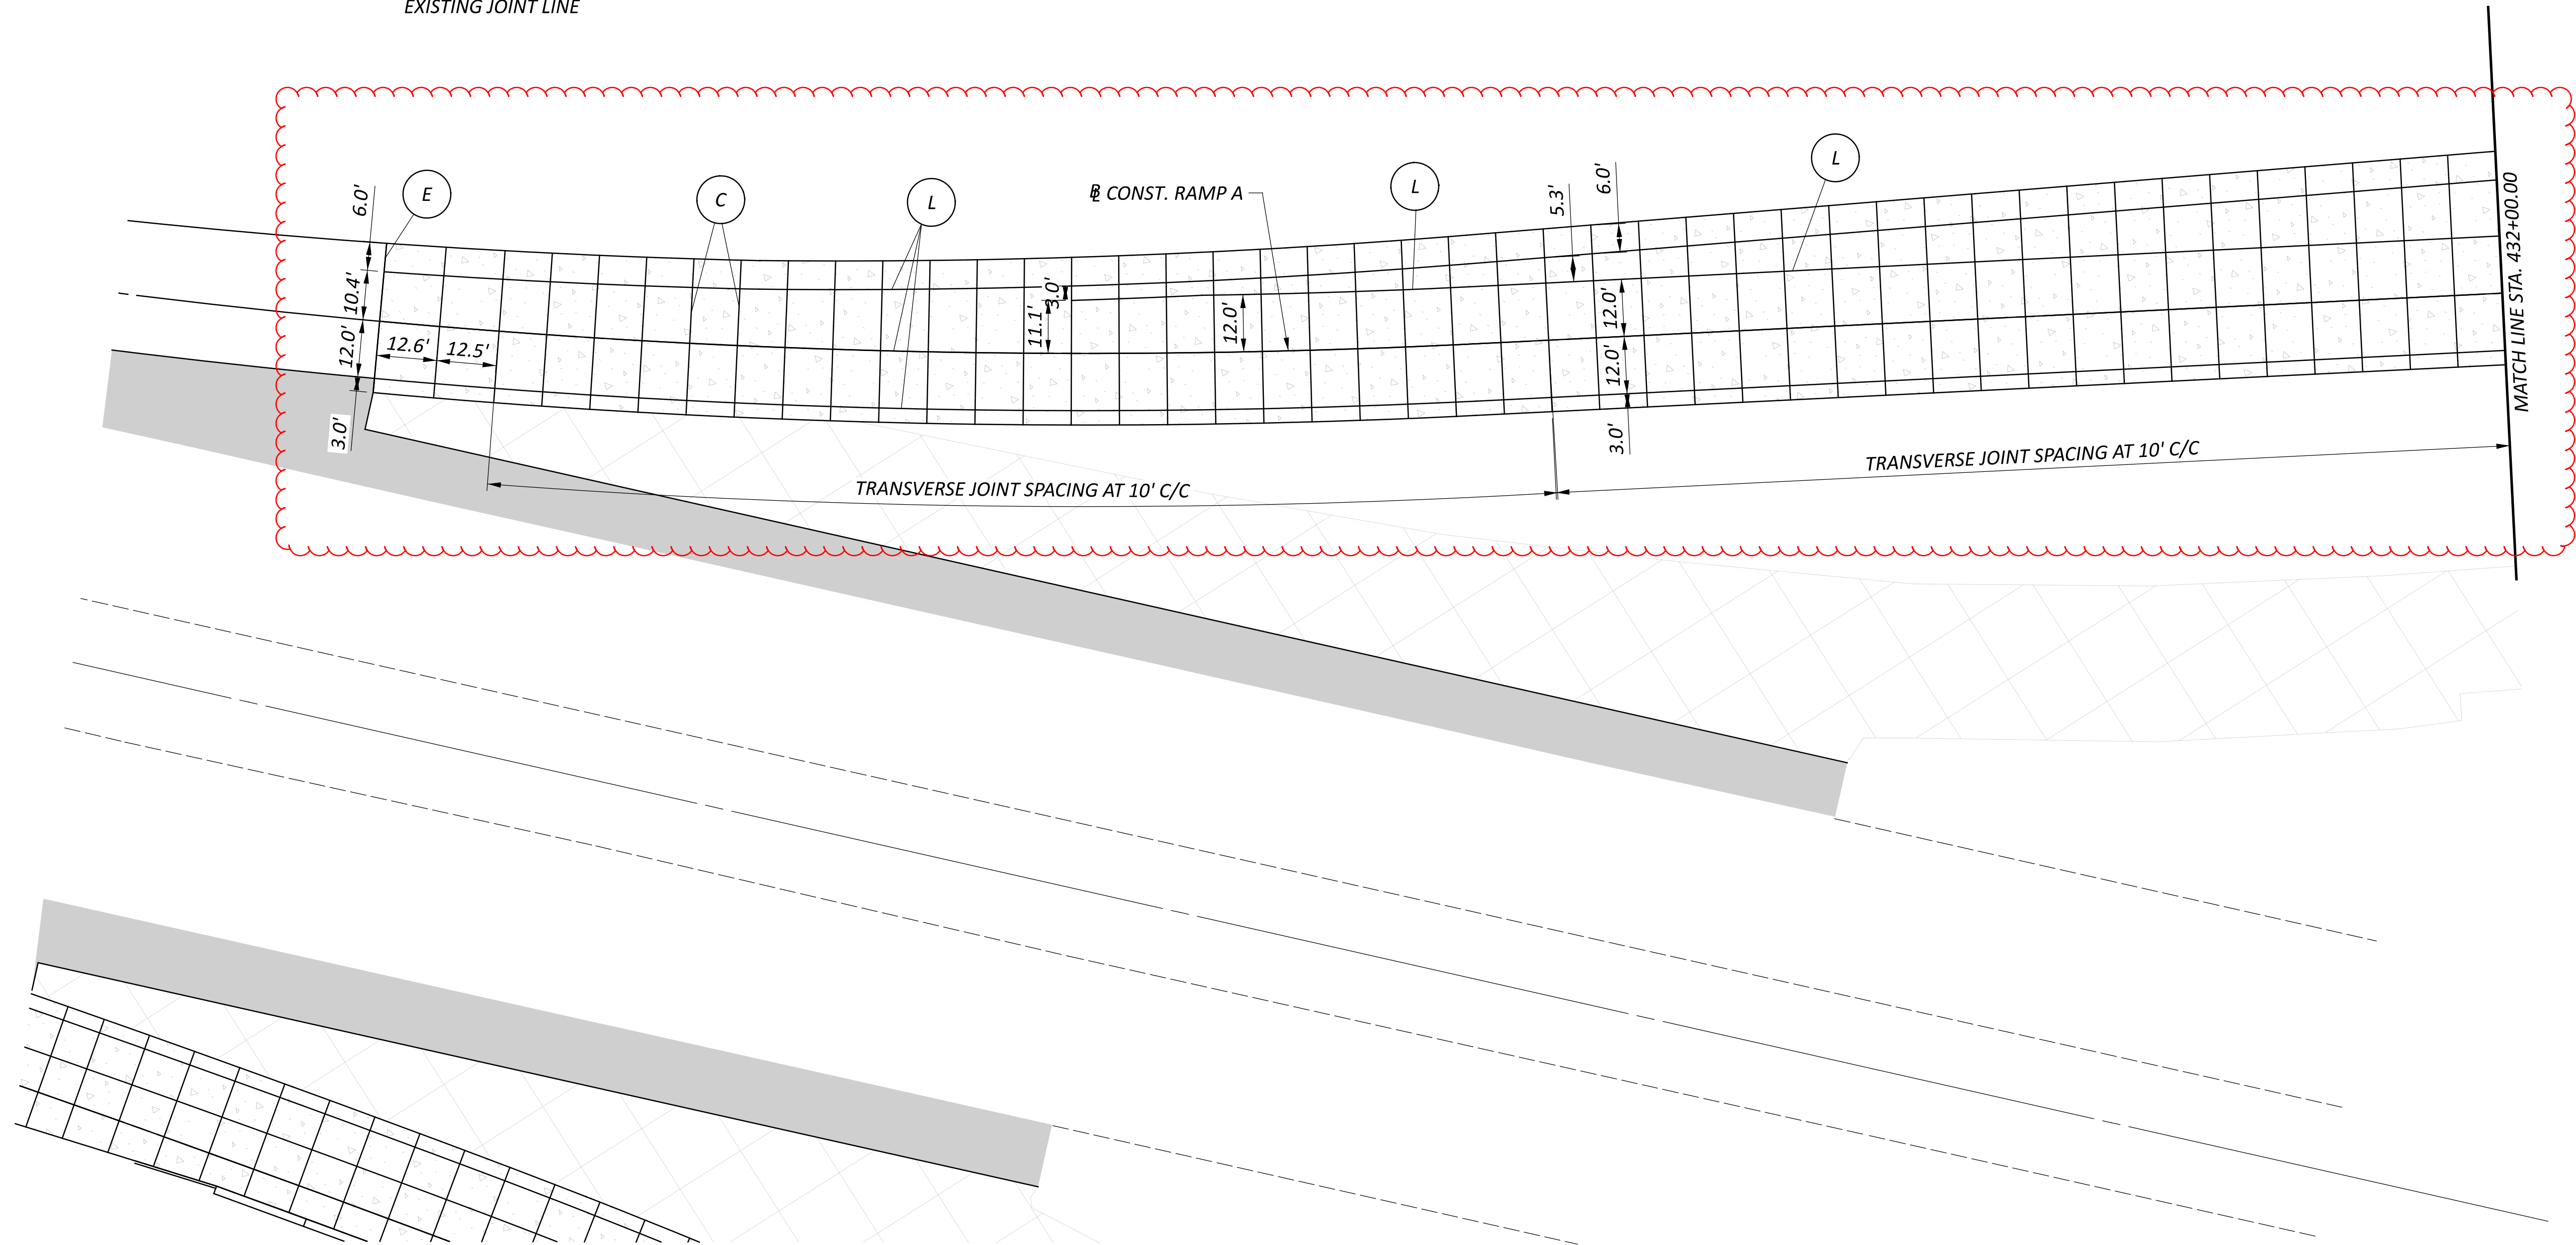 EXISTING JOINT LINE
E
C
L
L
L
6.0'
10.4'
12.0'
3.0'
12.6'
12.5'
11.1'
3.0'
12.0'
BL CONST. RAMP A
5.3'
6.0'
12.0'
12.0'
3.0'
TRANSVERSE JOINT SPACING AT 10' C/C
TRANSVERSE JOINT SPACING AT 10' C/C
MATCH LINE STA. 432+00.00